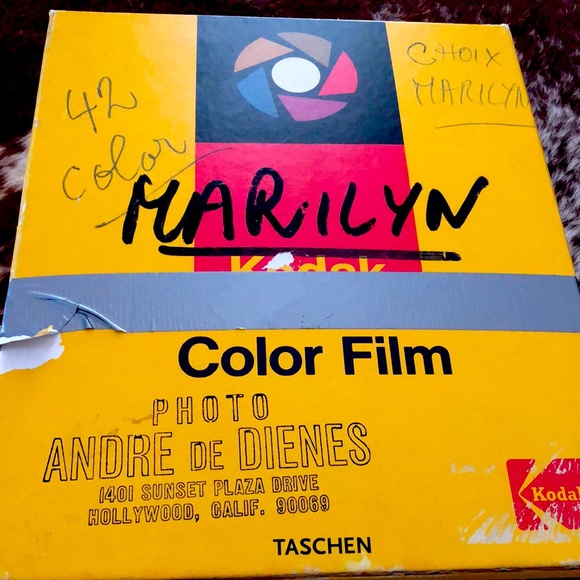 42
color
CHOIX
MARILYN
MARILYN
Kodak
Color Film
PHOTO
ANDRE DE DIENES
1401 SUNSET PLAZA DRIVE
HOLLYWOOD, CALIF. 90069
Kodak
TASCHEN